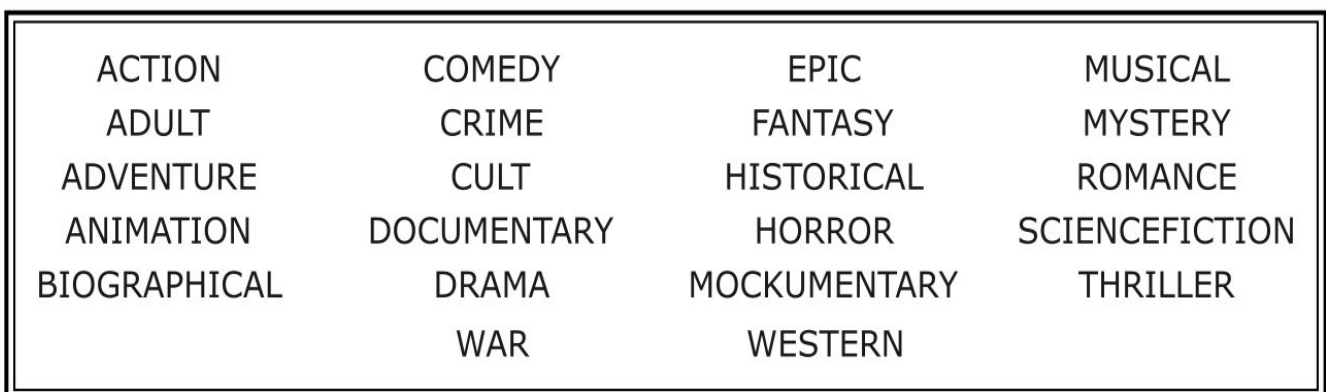 ACTION COMEDY EPIC MUSICAL
ADULT CRIME FANTASY MYSTERY
ADVENTURE CULT HISTORICAL ROMANCE
ANIMATION DOCUMENTARY HORROR SCIENCEFICTION
BIOGRAPHICAL DRAMA MOCKUMENTARY THRILLER
WAR WESTERN